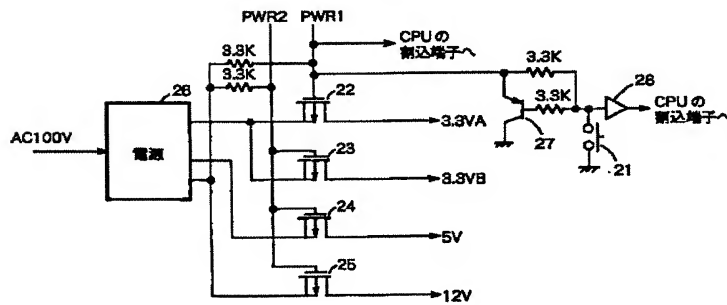 PWR2 PWR1
CPUの
割込端子へ
3.3K
3.3K
3.3K
3.3K
26
22
28
CPUの
割込端子へ
AC100V
電源
3.3VA
27
21
23
3.3VB
24
5V
25
12V